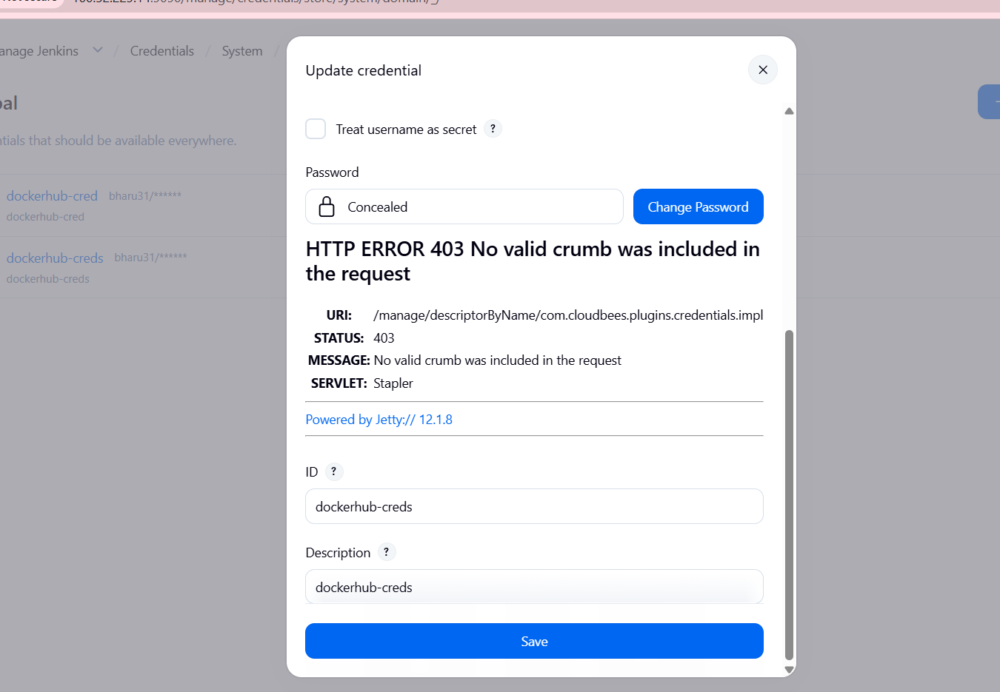 Manage Jenkins / Credentials / System /
Update credential
Treat username as secret ?
ntials that should be available everywhere.
Password
dockerhub-cred bharu31/******
dockerhub-cred
Concealed
Change Password
HTTP ERROR 403 No valid crumb was included in
the request
dockerhub-creds bharu31/******
dockerhub-creds
URI: /manage/descriptorByName/com.cloudbees.plugins.credentials.impl
STATUS: 403
MESSAGE: No valid crumb was included in the request
SERVLET: Stapler
Powered by Jetty:// 12.1.8
ID ?
dockerhub-creds
Description ?
dockerhub-creds
Save